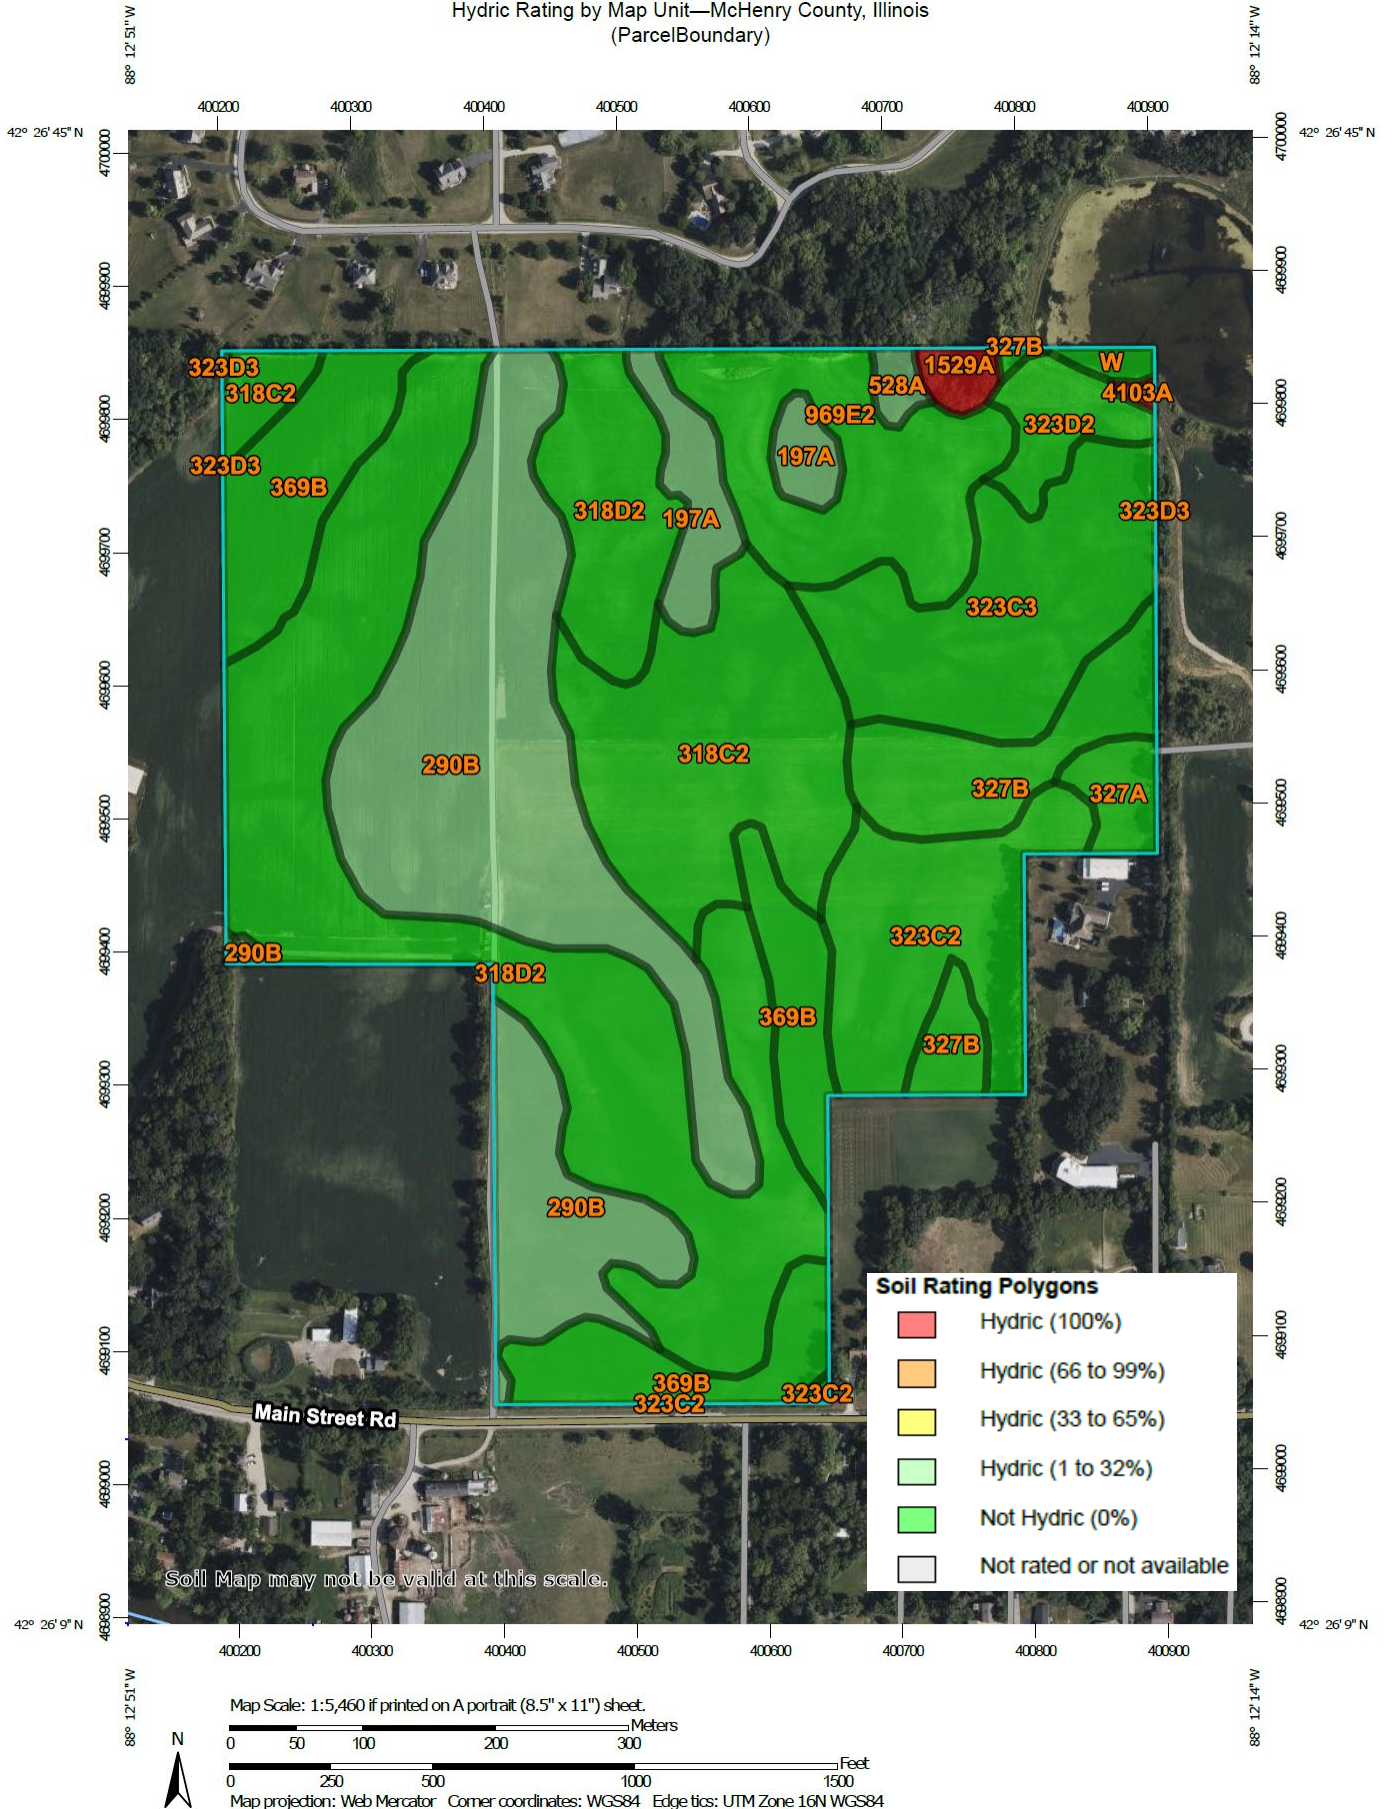 Hydric Rating by Map Unit—McHenry County, Illinois
(ParcelBoundary)
88° 12' 51" W
88° 12' 14" W
400200 400300 400400 400500 400600 400700 400800 400900
42° 26' 45" N
42° 26' 45" N
4700000
4700000
4699900
4699900
323D3
318C2
327B
1529A
W
528A
4103A
4699800
4699800
969E2
323D2
197A
323D3
369B
318D2
197A
323D3
4699700
4699700
323C3
4699600
4699600
318C2
290B
327B
327A
4699500
4699500
323C2
290B
318D2
4699400
4699400
369B
327B
4699300
4699300
290B
4699200
4699200
Soil Rating Polygons
Hydric (100%)
Hydric (66 to 99%)
Hydric (33 to 65%)
Hydric (1 to 32%)
Not Hydric (0%)
Not rated or not available
4699100
4699100
369B
323C2
323C2
Main Street Rd
4699000
4699000
Soil Map may not be valid at this scale.
4698900
4698900
42° 26' 9" N
42° 26' 9" N
400200 400300 400400 400500 400600 400700 400800 400900
88° 12' 51" W
88° 12' 14" W
Map Scale: 1:5,460 if printed on A portrait (8.5" x 11") sheet.
Meters
N
0 50 100 200 300
Feet
0 250 500 1000 1500
Map projection: Web Mercator Corner coordinates: WGS84 Edge tics: UTM Zone 16N WGS84